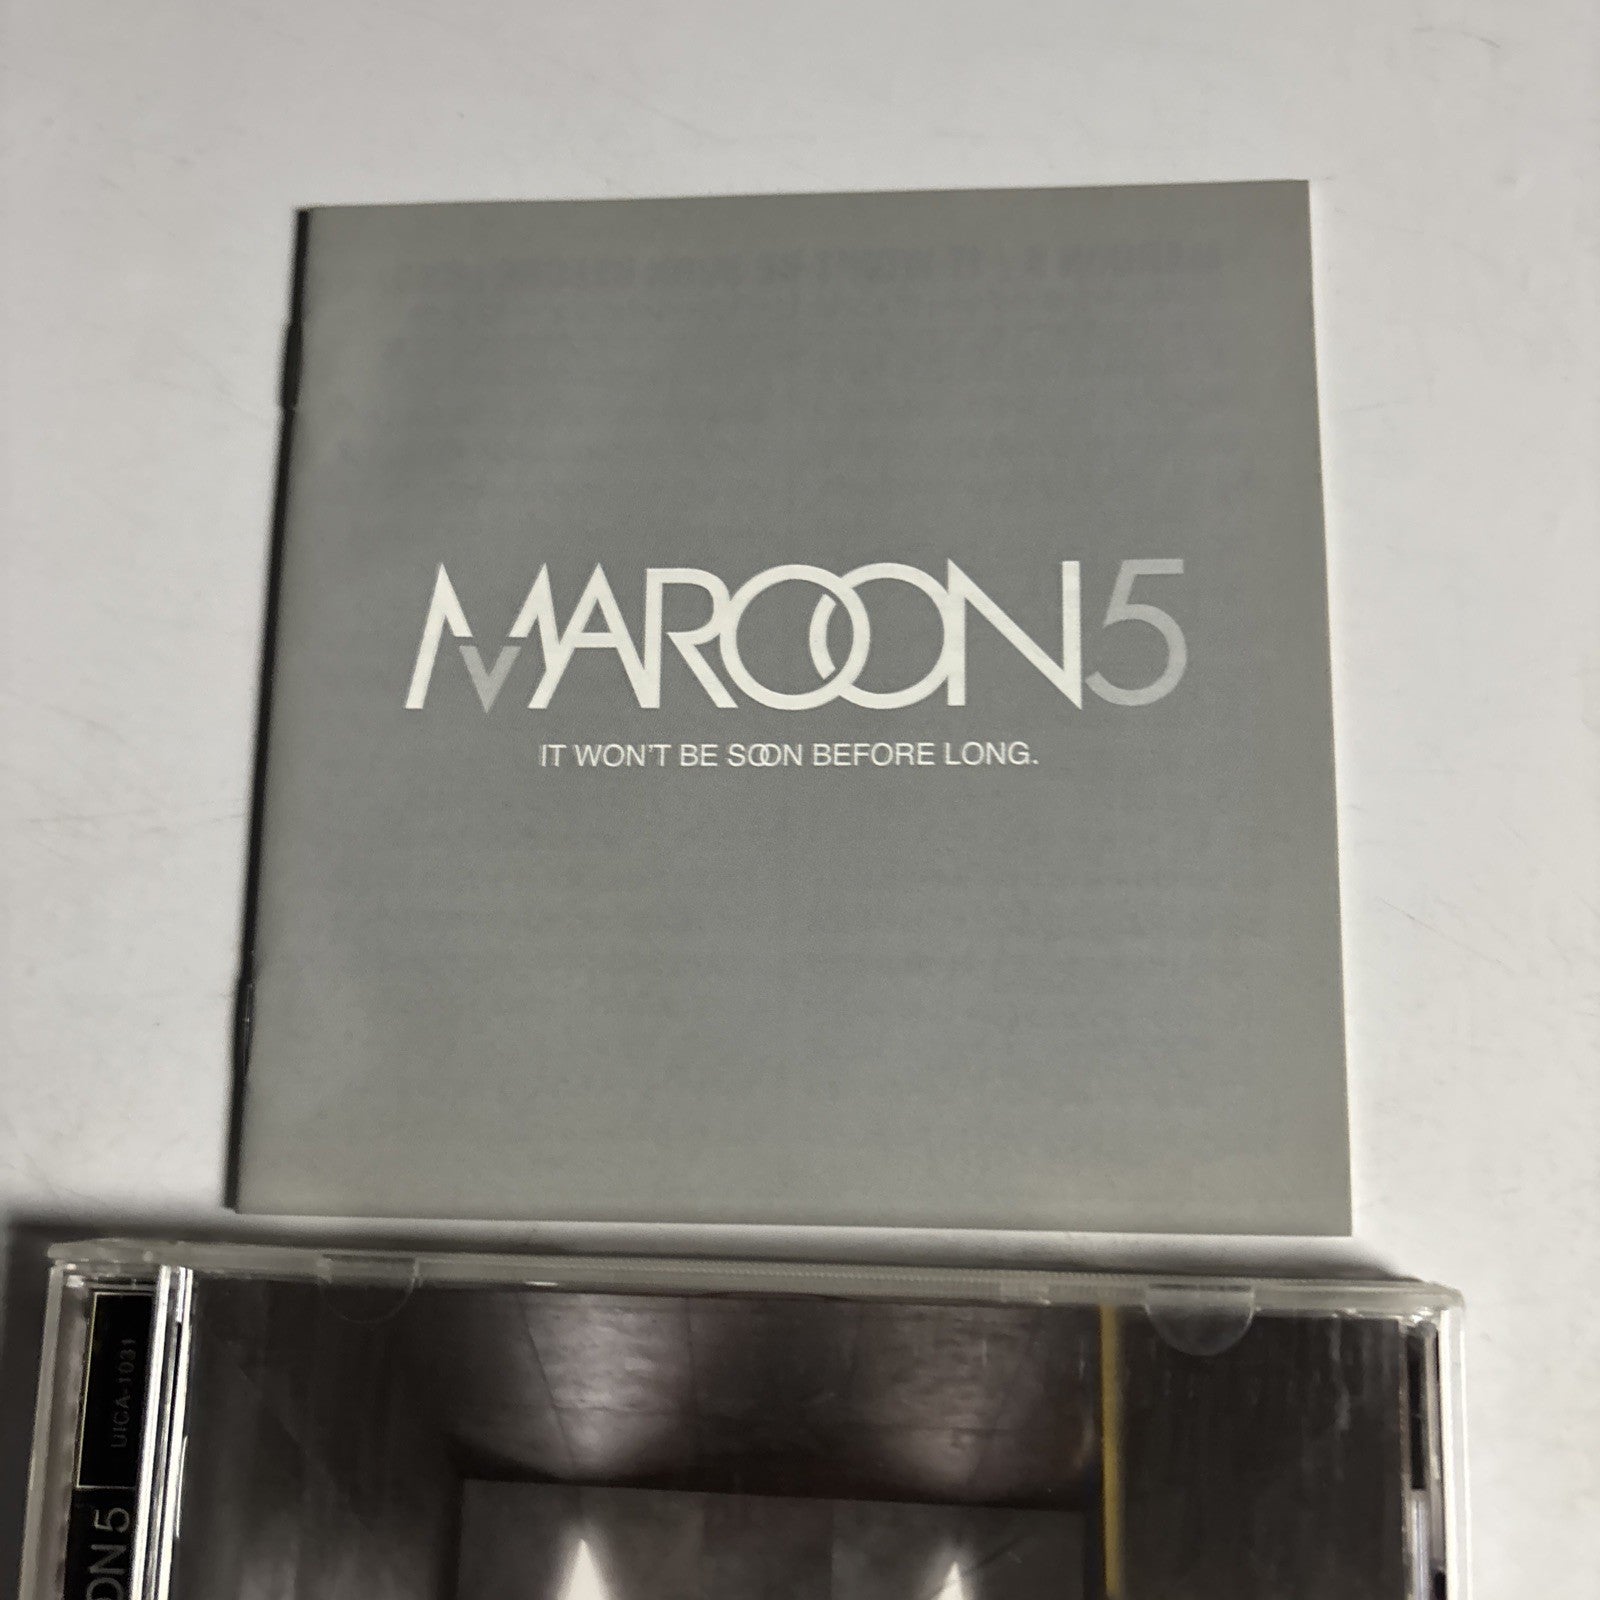 MAROON5
IT WON'T BE SOON BEFORE LONG.
UICA-1031
ON 5